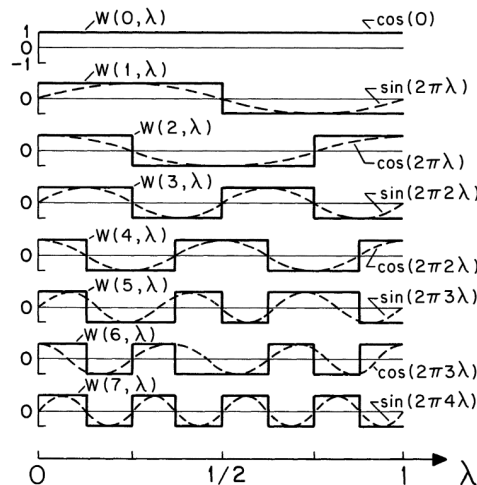 1 W(0,λ) cos(0)
0
-1
W(1,λ) sin(2πλ)
0
W(2,λ)
0 cos(2πλ)
W(3,λ) sin(2π2λ)
0
W(4,λ)
0 cos(2π2λ)
W(5,λ) sin(2π3λ)
0
W(6,λ)
0 cos(2π3λ)
W(7,λ) sin(2π4λ)
0
0 1/2 1 λ